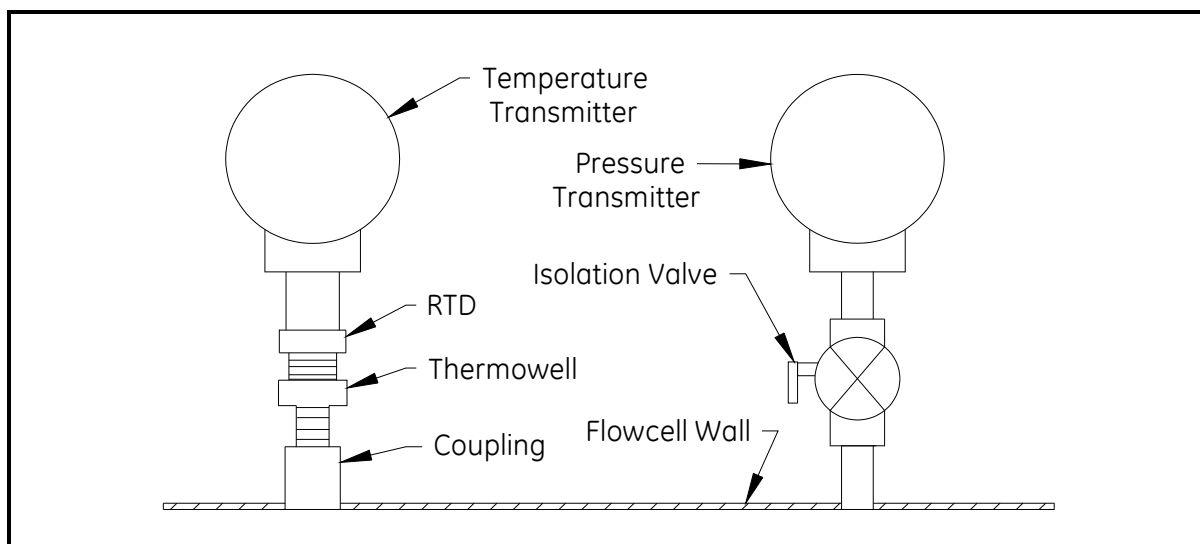 Temperature
Transmitter
Pressure
Transmitter
Isolation Valve
RTD
Thermowell
Flowcell Wall
Coupling